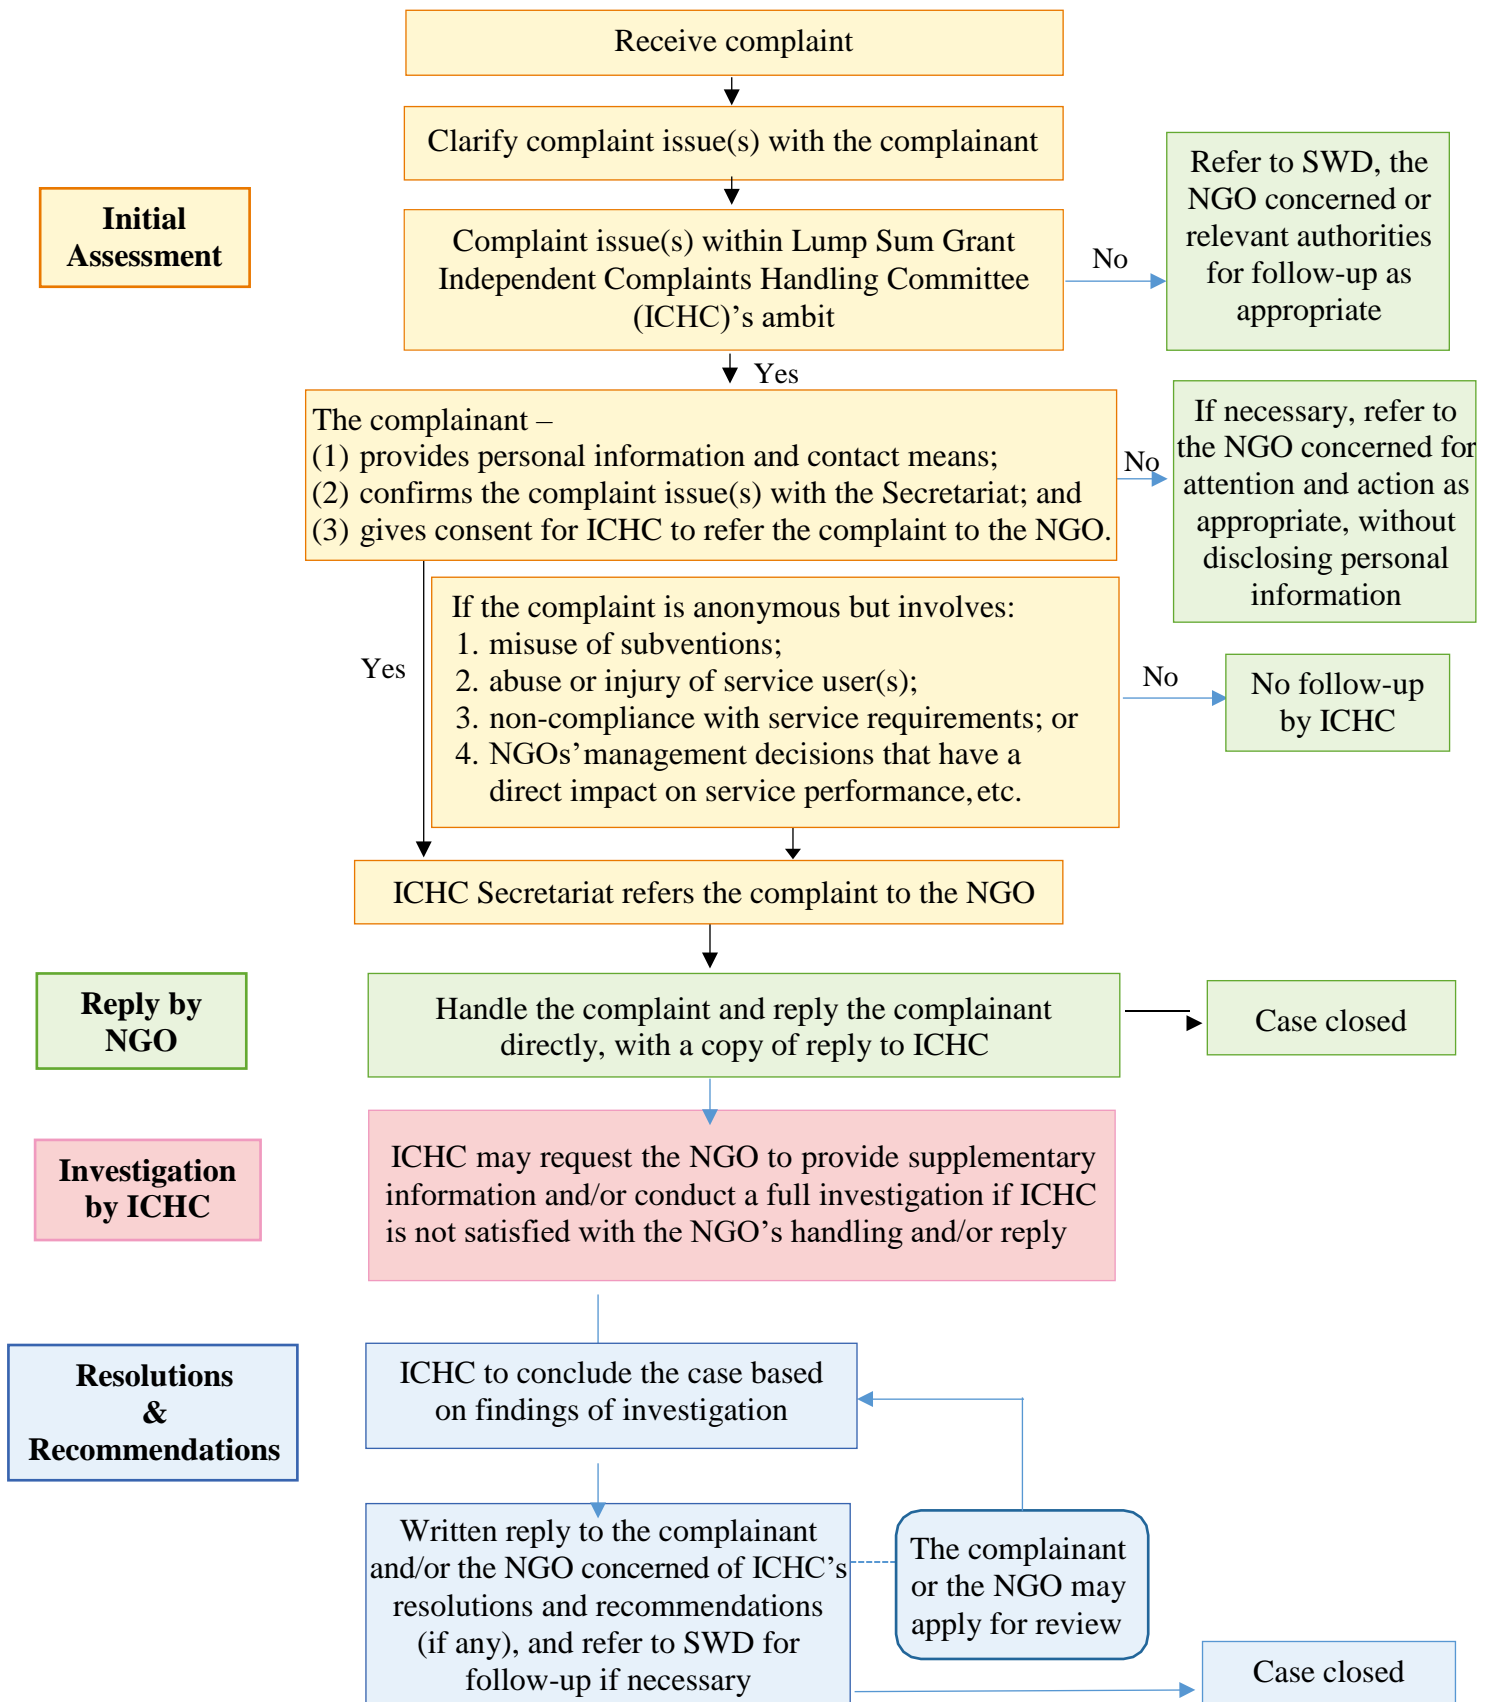 Receive complaint
Clarify complaint issue(s) with the complainant
Initial
Assessment
Complaint issue(s) within Lump Sum Grant
Independent Complaints Handling Committee
(ICHC)'s ambit
No
Refer to SWD, the
NGO concerned or
relevant authorities
for follow-up as
appropriate
Yes
The complainant –
(1) provides personal information and contact means;
(2) confirms the complaint issue(s) with the Secretariat; and
(3) gives consent for ICHC to refer the complaint to the NGO.
No
If necessary, refer to
the NGO concerned for
attention and action as
appropriate, without
disclosing personal
information
Yes
If the complaint is anonymous but involves:
1. misuse of subventions;
2. abuse or injury of service user(s);
3. non-compliance with service requirements; or
4. NGOs' management decisions that have a
direct impact on service performance, etc.
No
No follow-up
by ICHC
ICHC Secretariat refers the complaint to the NGO
Reply by
NGO
Handle the complaint and reply the complainant
directly, with a copy of reply to ICHC
Case closed
Investigation
by ICHC
ICHC may request the NGO to provide supplementary
information and/or conduct a full investigation if ICHC
is not satisfied with the NGO's handling and/or reply
Resolutions
&
Recommendations
ICHC to conclude the case based
on findings of investigation
Written reply to the complainant
and/or the NGO concerned of ICHC's
resolutions and recommendations
(if any), and refer to SWD for
follow-up if necessary
The complainant
or the NGO may
apply for review
Case closed